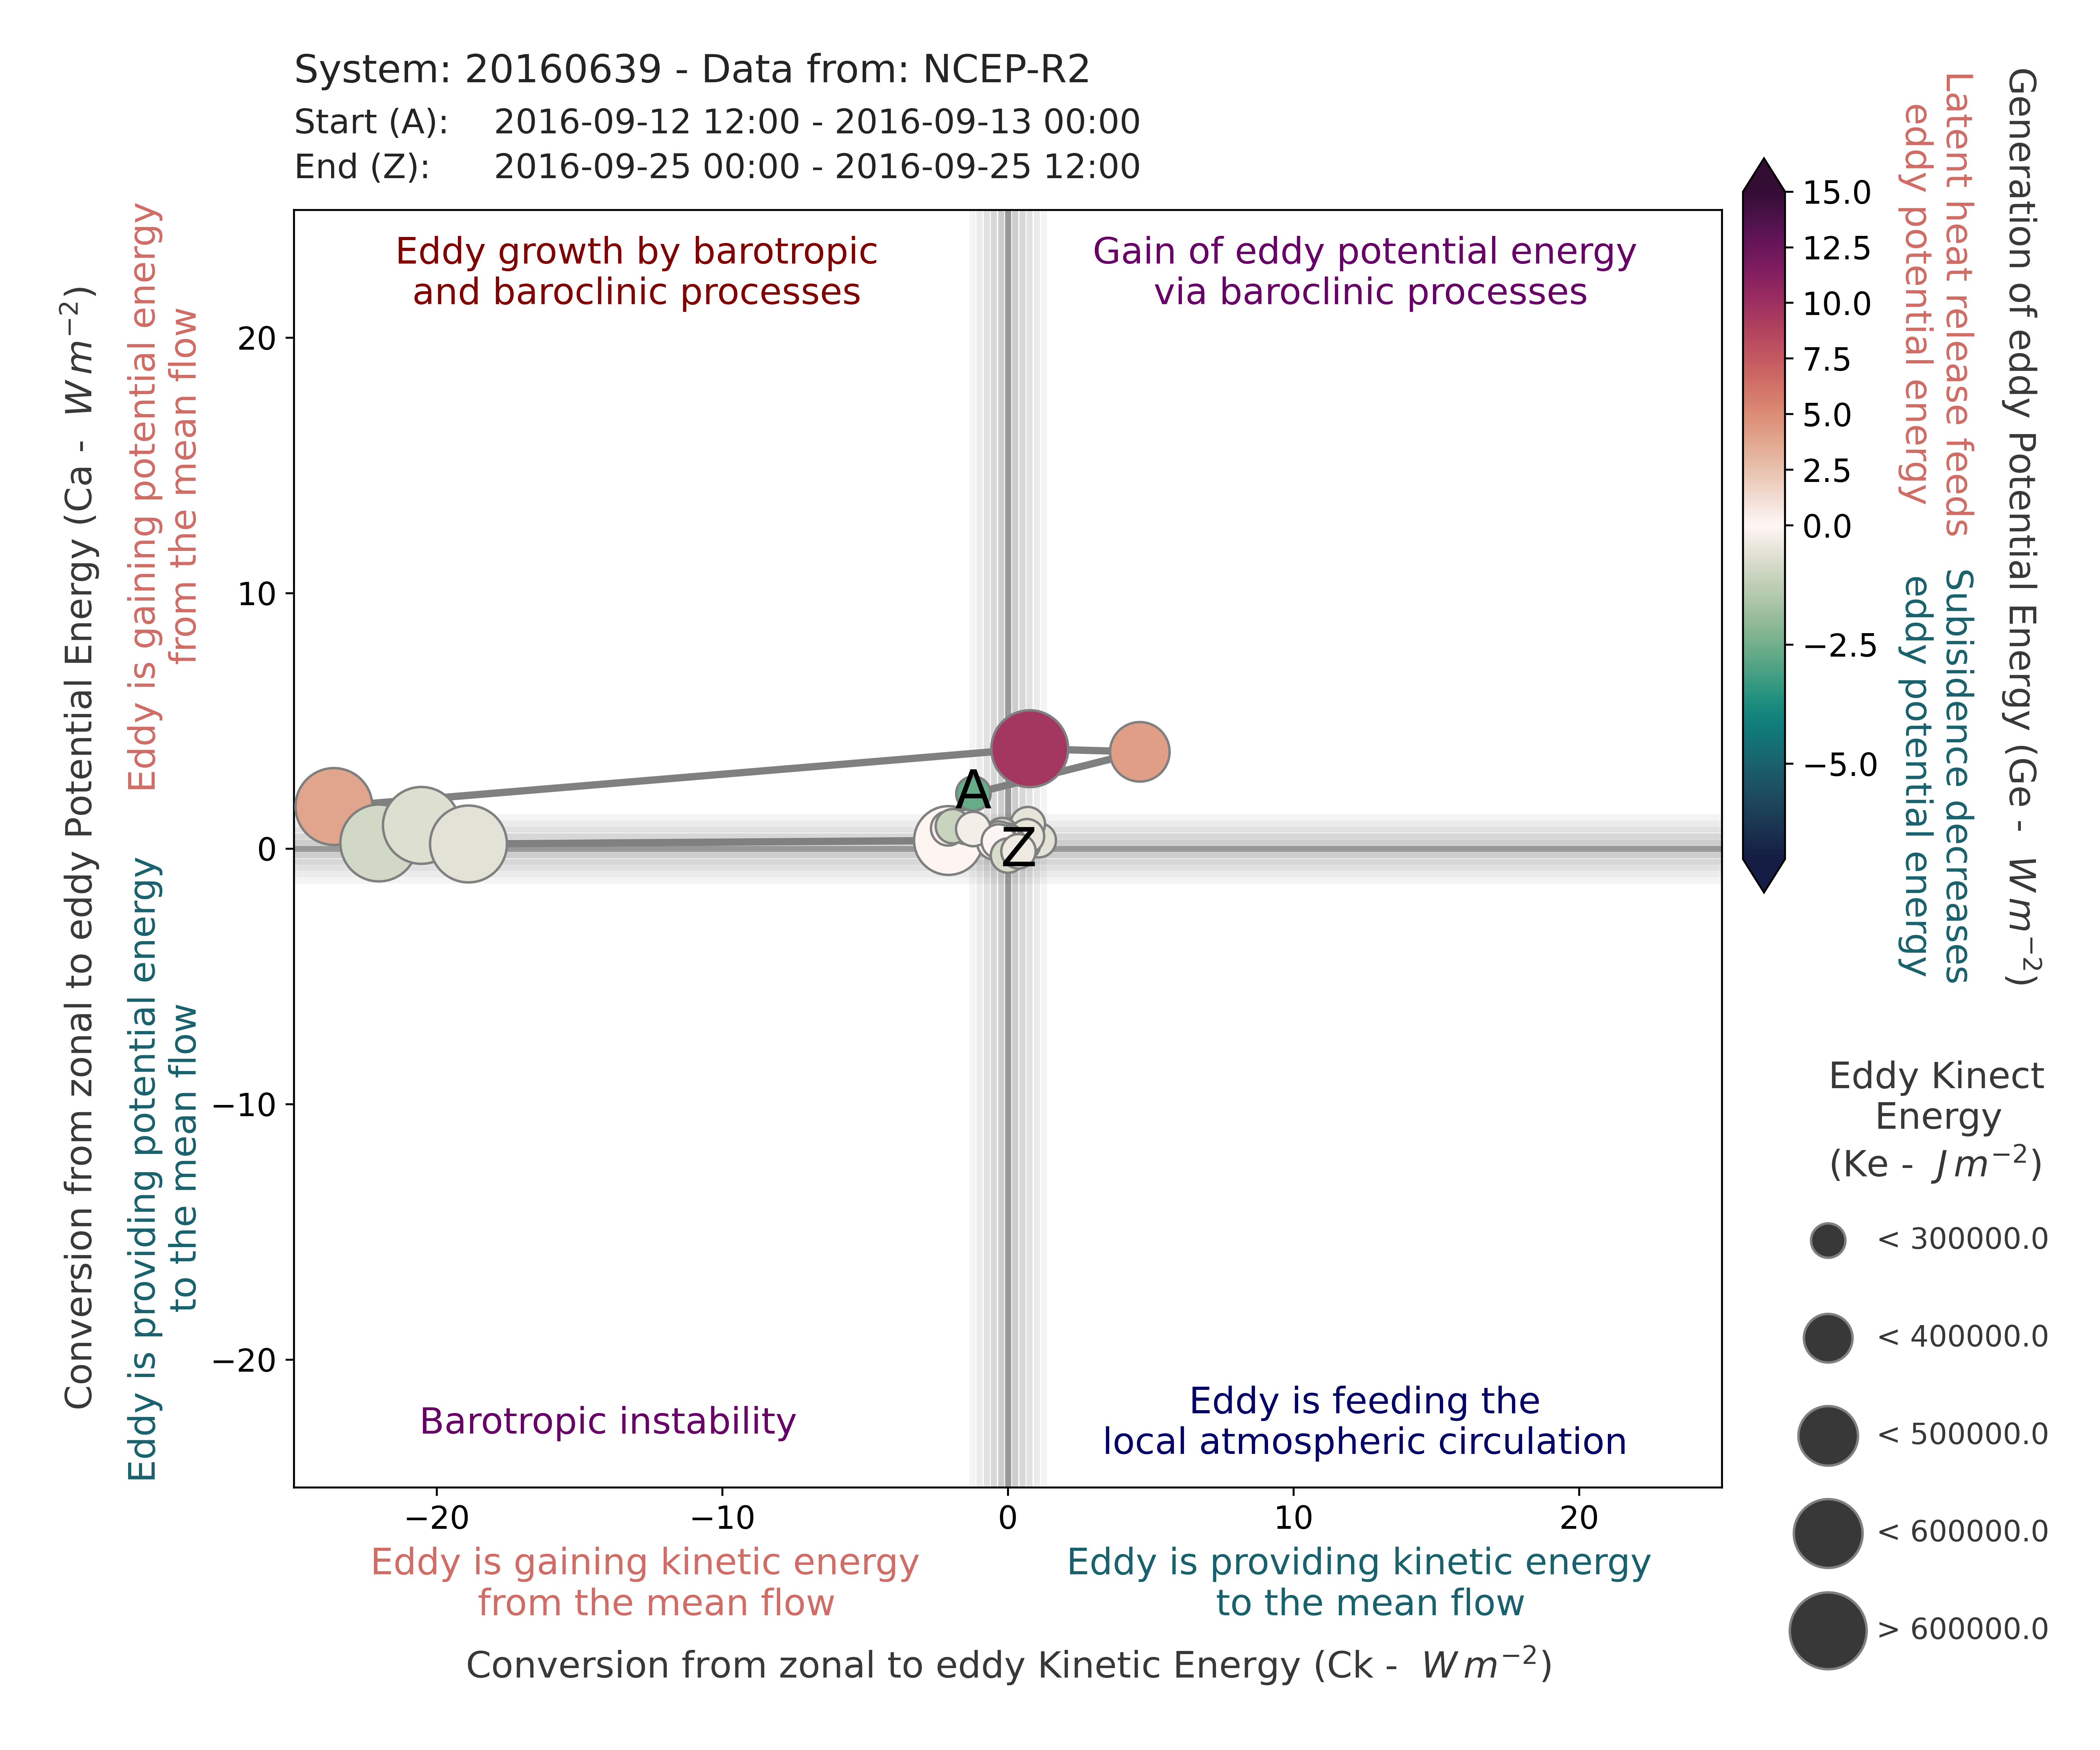 System: 20160639 - Data from: NCEP-R2
Start (A): 2016-09-12 12:00 - 2016-09-13 00:00
End (Z): 2016-09-25 00:00 - 2016-09-25 12:00
Conversion from zonal to eddy Potential Energy (Ca - W m⁻²)
Eddy is gaining potential energy
from the mean flow
Eddy is providing potential energy
to the mean flow
20
10
0
−10
−20
Eddy growth by barotropic
and baroclinic processes
Gain of eddy potential energy
via baroclinic processes
A
Z
Barotropic instability
Eddy is feeding the
local atmospheric circulation
−20
−10
0
10
20
Eddy is gaining kinetic energy
from the mean flow
Eddy is providing kinetic energy
to the mean flow
Conversion from zonal to eddy Kinetic Energy (Ck - W m⁻²)
15.0
12.5
10.0
7.5
5.0
2.5
0.0
−2.5
−5.0
Latent heat release feeds
eddy potential energy
Subisidence decreases
eddy potential energy
Generation of eddy Potential Energy (Ge - W m⁻²)
Eddy Kinect
Energy
(Ke - J m⁻²)
< 300000.0
< 400000.0
< 500000.0
< 600000.0
> 600000.0